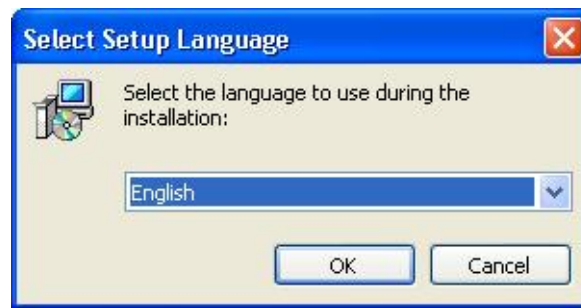 Select Setup Language
Select the language to use during the
installation:
English
OK
Cancel